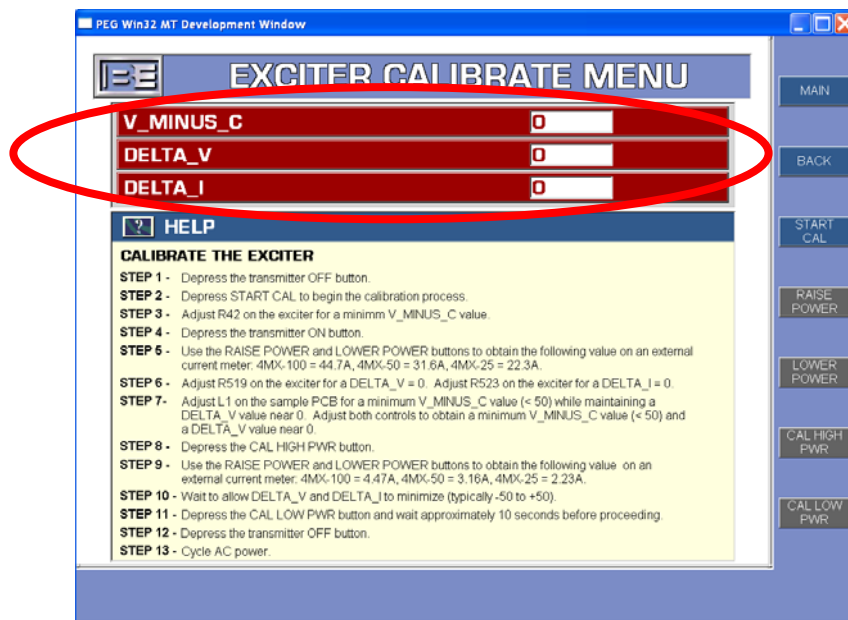 PEG Win32 MT Development Window
BE
EXCITER CALIBRATE MENU
V_MINUS_C 0
DELTA_V 0
DELTA_I 0
? HELP
CALIBRATE THE EXCITER
STEP 1 - Depress the transmitter OFF button.
STEP 2 - Depress START CAL to begin the calibration process.
STEP 3 - Adjust R42 on the exciter for a minimm V_MINUS_C value.
STEP 4 - Depress the transmitter ON button.
STEP 5 - Use the RAISE POWER and LOWER POWER buttons to obtain the following value on an external
current meter: 4MX-100 = 44.7A, 4MX-50 = 31.6A, 4MX-25 = 22.3A.
STEP 6 - Adjust R519 on the exciter for a DELTA_V = 0. Adjust R523 on the exciter for a DELTA_I = 0.
STEP 7- Adjust L1 on the sample PCB for a minimum V_MINUS_C value (< 50) while maintaining a
DELTA_V value near 0. Adjust both controls to obtain a minimum V_MINUS_C value (< 50) and
a DELTA_V value near 0.
STEP 8 - Depress the CAL HIGH PWR button.
STEP 9 - Use the RAISE POWER and LOWER POWER buttons to obtain the following value on an
external current meter: 4MX-100 = 4.47A, 4MX-50 = 3.16A, 4MX-25 = 2.23A.
STEP 10 - Wait to allow DELTA_V and DELTA_I to minimize (typically -50 to +50).
STEP 11 - Depress the CAL LOW PWR button and wait approximately 10 seconds before proceeding.
STEP 12 - Depress the transmitter OFF button.
STEP 13 - Cycle AC power.
MAIN
BACK
START
CAL
RAISE
POWER
LOWER
POWER
CAL HIGH
PWR
CAL LOW
PWR